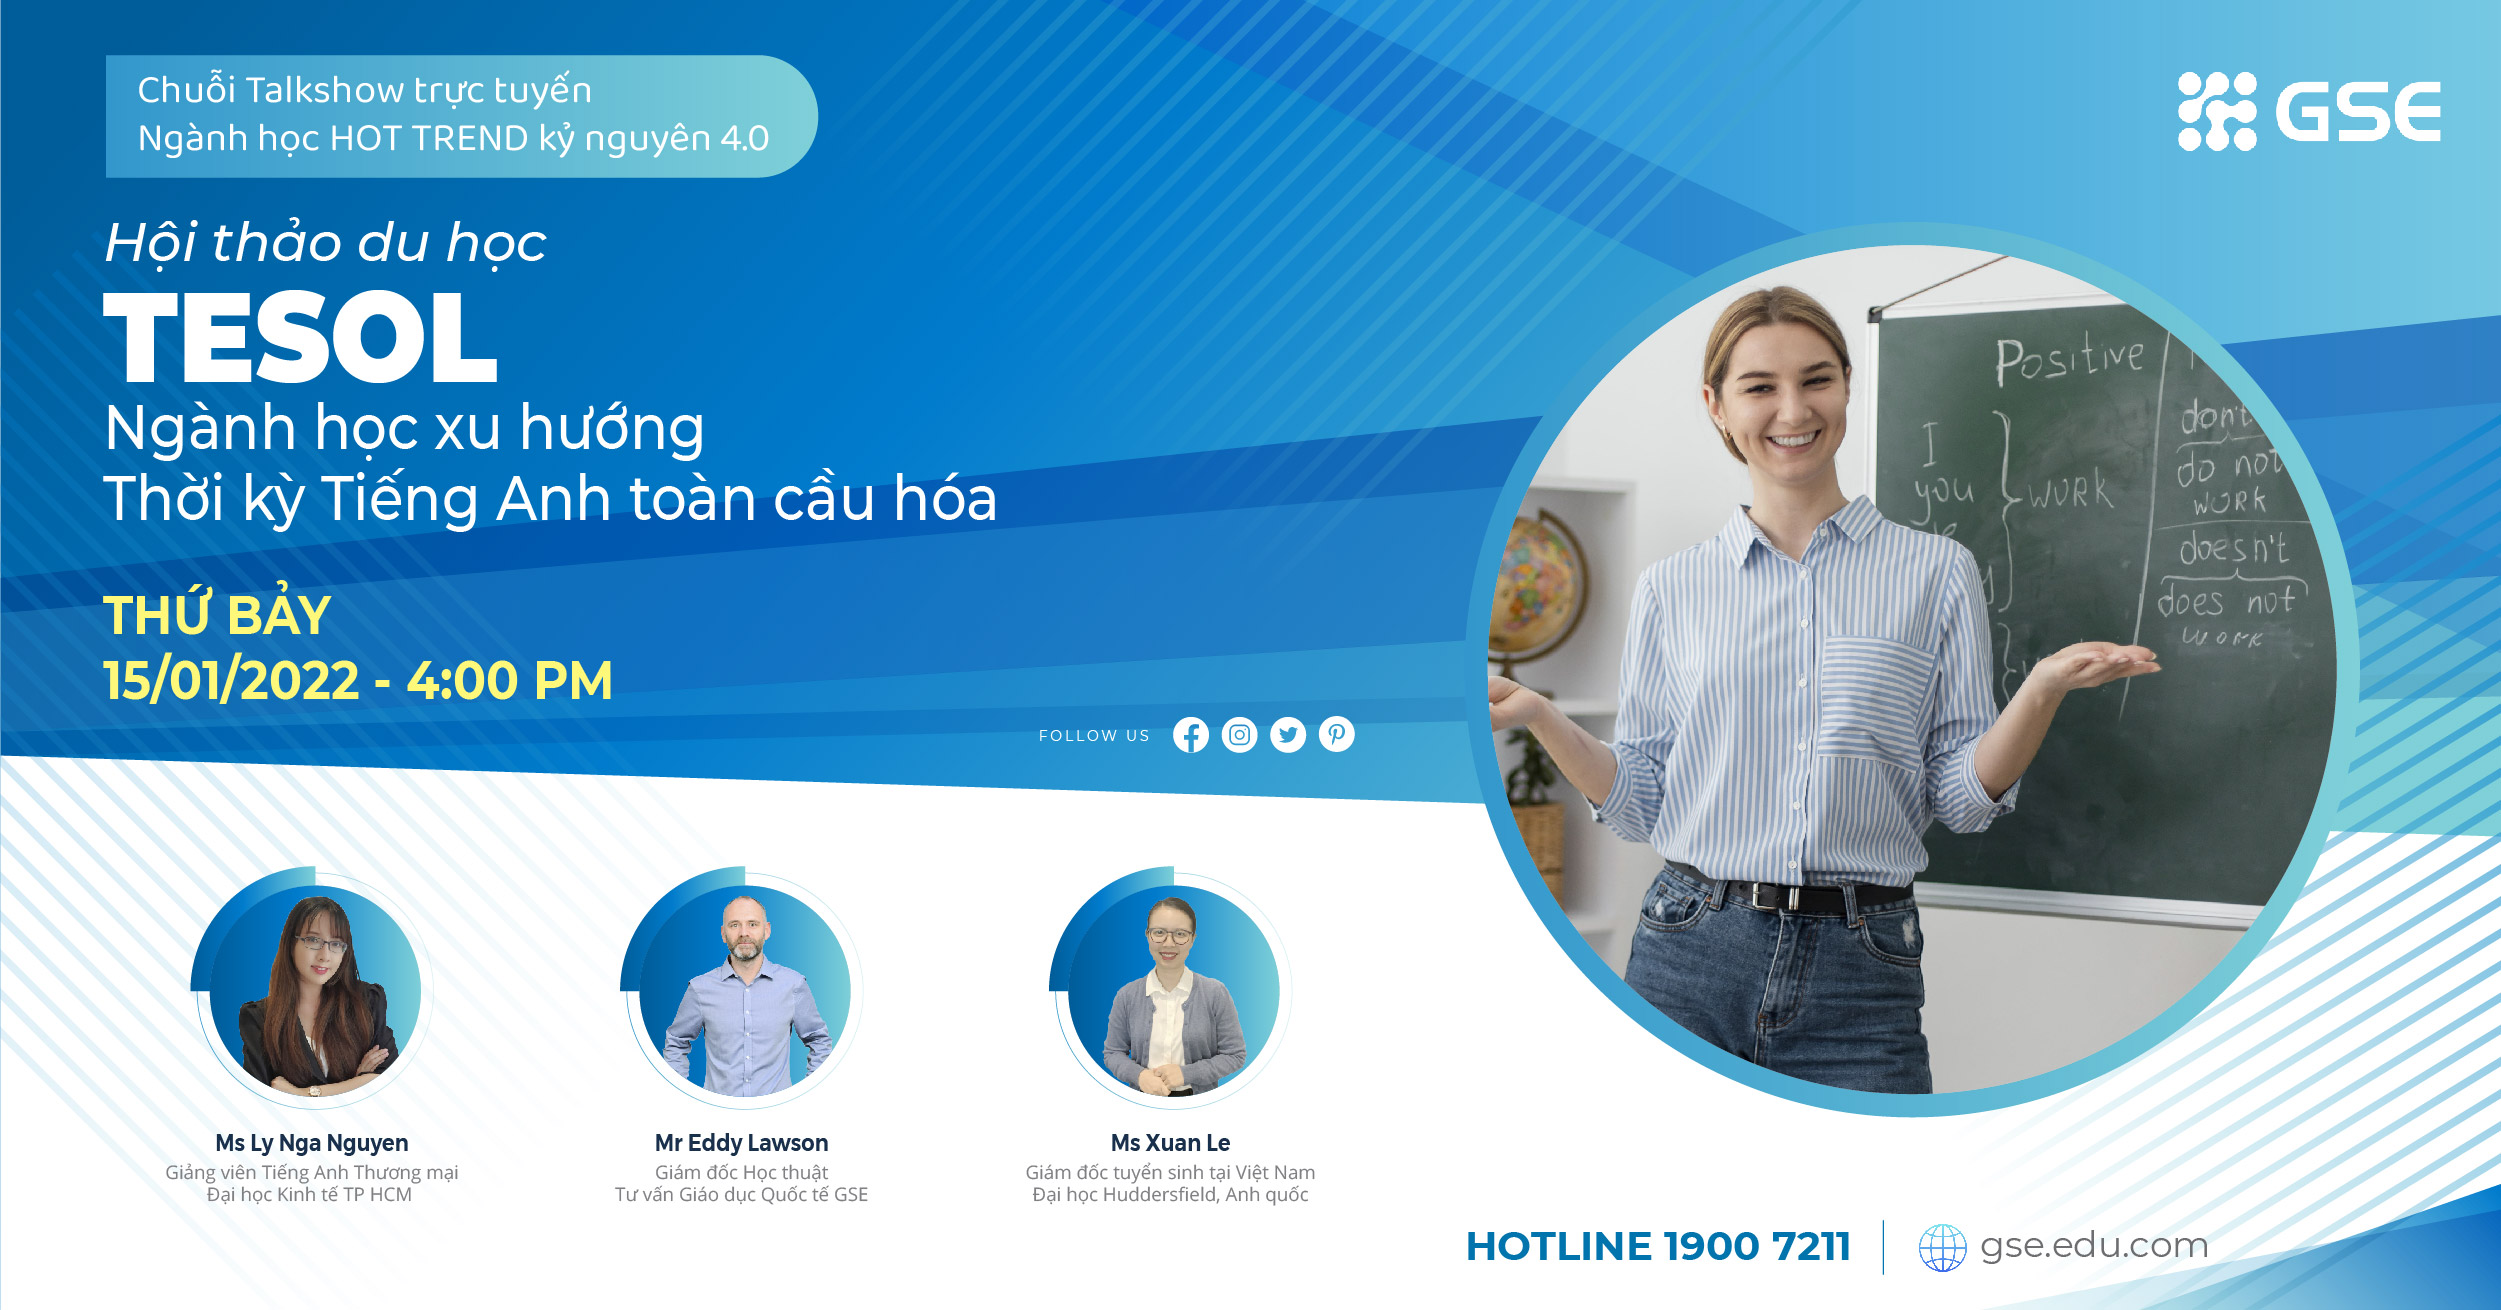 Chuỗi Talkshow trực tuyến
Ngành học HOT TREND kỷ nguyên 4.0
GSE
Hội thảo du học
TESOL
Ngành học xu hướng
Thời kỳ Tiếng Anh toàn cầu hóa
THỨ BẢY
15/01/2022 - 4:00 PM
FOLLOW US
Positive
I
you
WORK
don't
do not
WORK
doesn't
does not
WORK
Ms Ly Nga Nguyen
Giảng viên Tiếng Anh Thương mại
Đại học Kinh tế TP HCM
Mr Eddy Lawson
Giám đốc Học thuật
Tư vấn Giáo dục Quốc tế GSE
Ms Xuan Le
Giám đốc tuyển sinh tại Việt Nam
Đại học Huddersfield, Anh quốc
HOTLINE 1900 7211
gse.edu.com